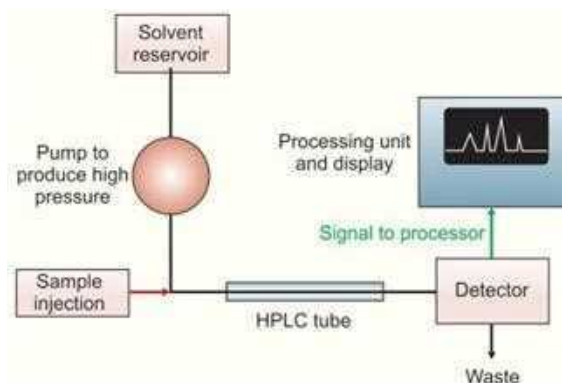 Solvent
reservoir
Pump to
produce high
pressure
Processing unit
and display
Signal to processor
Sample
injection
HPLC tube
Detector
Waste